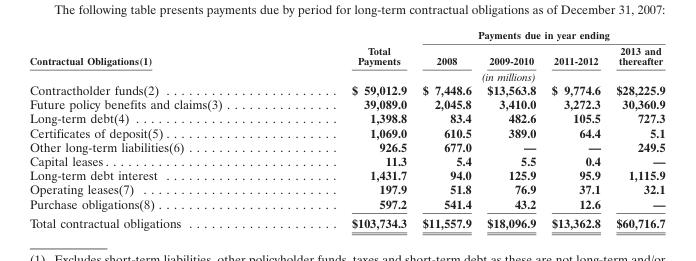 The following table presents payments due by period for long-term contractual obligations as of December 31, 2007:
Payments due in year ending
Total 2013 and
Contractual Obligations(1) Payments 2008 2009-2010 2011-2012 thereafter
(in millions)
Contractholder funds(2) . . . . . . . . . . . . . . . . . . . . . . . . $ 59,012.9 $ 7,448.6 $13,563.8 $ 9,774.6 $28,225.9
Future policy benefits and claims(3) . . . . . . . . . . . . . . . 39,089.0 2,045.8 3,410.0 3,272.3 30,360.9
Long-term debt(4) . . . . . . . . . . . . . . . . . . . . . . . . . . . . 1,398.8 83.4 482.6 105.5 727.3
Certificates of deposit(5) . . . . . . . . . . . . . . . . . . . . . . . . 1,069.0 610.5 389.0 64.4 5.1
Other long-term liabilities(6) . . . . . . . . . . . . . . . . . . . . . 926.5 677.0 — — 249.5
Capital leases . . . . . . . . . . . . . . . . . . . . . . . . . . . . . . . . 11.3 5.4 5.5 0.4 —
Long-term debt interest . . . . . . . . . . . . . . . . . . . . . . . . 1,431.7 94.0 125.9 95.9 1,115.9
Operating leases(7) . . . . . . . . . . . . . . . . . . . . . . . . . . . 197.9 51.8 76.9 37.1 32.1
Purchase obligations(8) . . . . . . . . . . . . . . . . . . . . . . . . . 597.2 541.4 43.2 12.6 —
Total contractual obligations . . . . . . . . . . . . . . . . . . . . . $103,734.3 $11,557.9 $18,096.9 $13,362.8 $60,716.7
(1) Excludes short-term liabilities, other policyholder funds, taxes and short-term debt as these are not long-term and/or